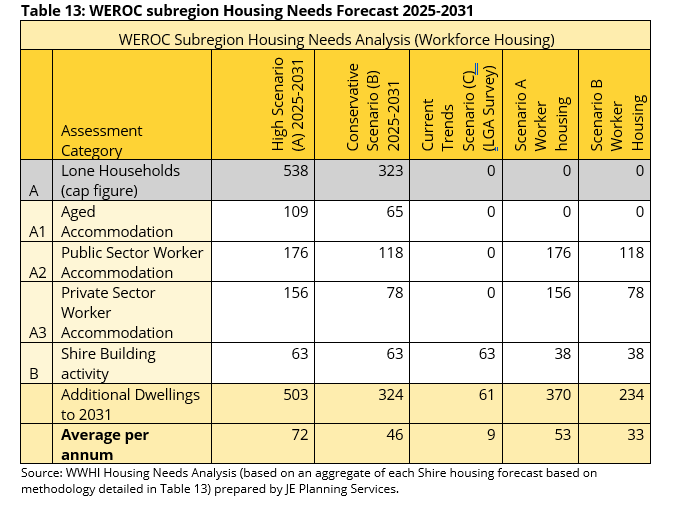 Table 13: WEROC subregion Housing Needs Forecast 2025-2031
WEROC Subregion Housing Needs Analysis (Workforce Housing)
Assessment
Category
High Scenario
(A) 2025-2031
Conservative
Scenario (B)
2025-2031
Current
Trends
Scenario (C)
(LGA Survey)
Scenario A
Worker
housing
Scenario B
Worker
Housing
A Lone Households (cap figure) 538 323 0 0 0
A1 Aged Accommodation 109 65 0 0 0
A2 Public Sector Worker Accommodation 176 118 0 176 118
A3 Private Sector Worker Accommodation 156 78 0 156 78
B Shire Building activity 63 63 63 38 38
Additional Dwellings to 2031 503 324 61 370 234
Average per annum 72 46 9 53 33
Source: WWHI Housing Needs Analysis (based on an aggregate of each Shire housing forecast based on
methodology detailed in Table 13) prepared by JE Planning Services.